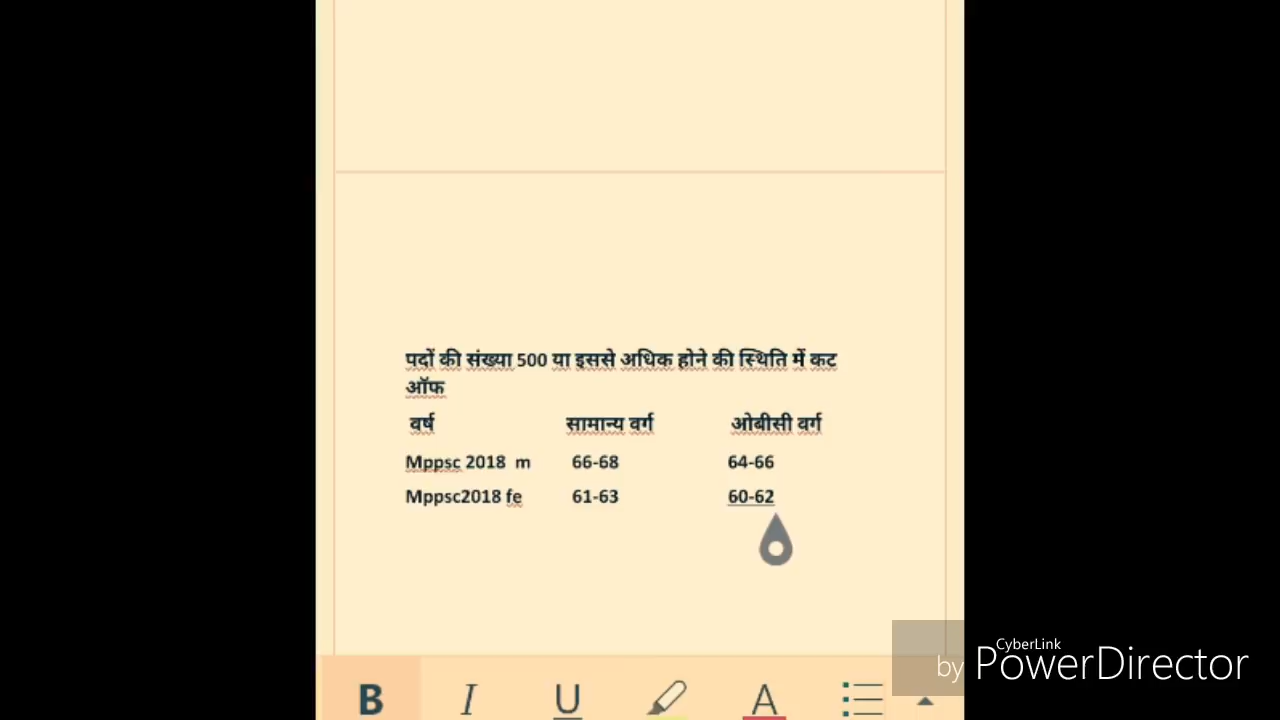 पदों की संख्या 500 या इससे अधिक होने की स्थिति में कट
ऑफ
वर्ष सामान्य वर्ग ओबीसी वर्ग
Mppsc 2018 m 66-68 64-66
Mppsc2018 fe 61-63 60-62
B I U A
CyberLink
by PowerDirector